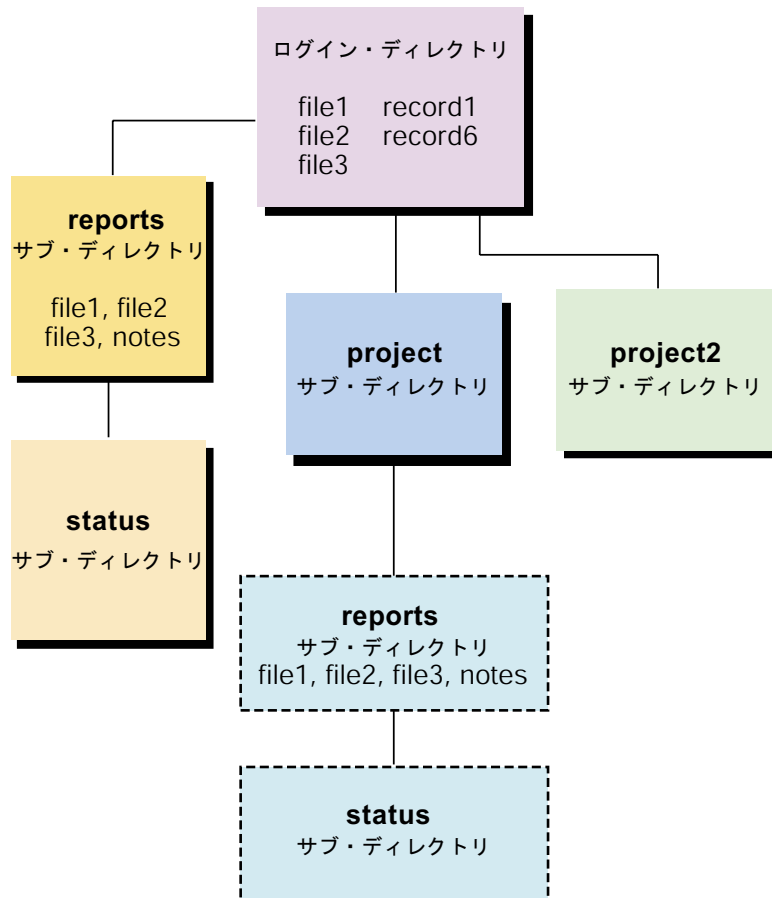 ログイン・ディレクトリ
file1 record1
file2 record6
file3
reports
サブ・ディレクトリ
file1, file2
file3, notes
project
サブ・ディレクトリ
project2
サブ・ディレクトリ
status
サブ・ディレクトリ
reports
サブ・ディレクトリ
file1, file2, file3, notes
status
サブ・ディレクトリ